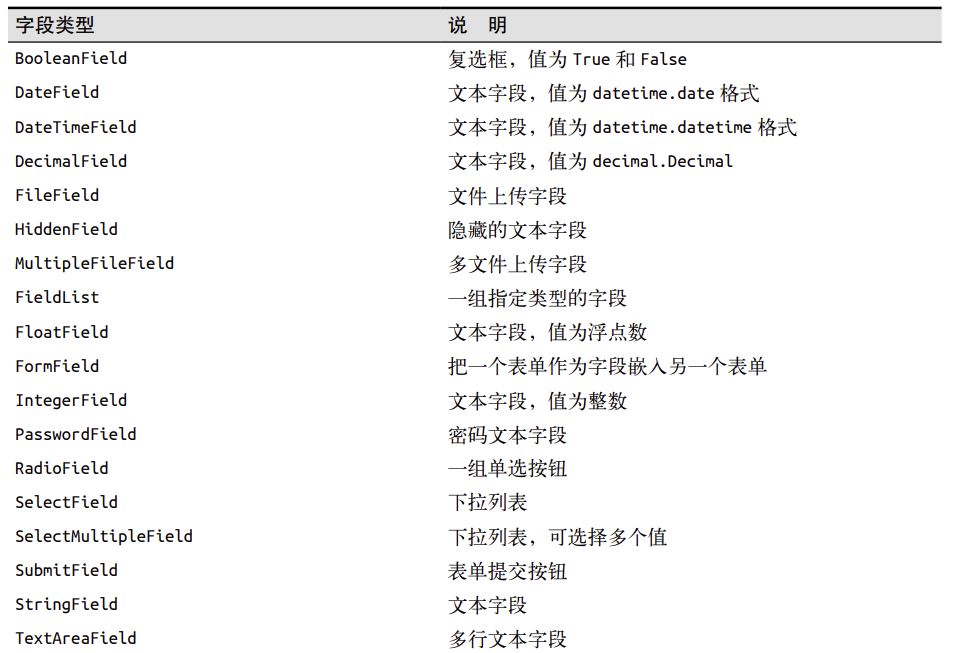 字段类型 说 明
BooleanField 复选框，值为 True 和 False
DateField 文本字段，值为 datetime.date 格式
DateTimeField 文本字段，值为 datetime.datetime 格式
DecimalField 文本字段，值为 decimal.Decimal
FileField 文件上传字段
HiddenField 隐藏的文本字段
MultipleFileField 多文件上传字段
FieldList 一组指定类型的字段
FloatField 文本字段，值为浮点数
FormField 把一个表单作为字段嵌入另一个表单
IntegerField 文本字段，值为整数
PasswordField 密码文本字段
RadioField 一组单选按钮
SelectField 下拉列表
SelectMultipleField 下拉列表，可选择多个值
SubmitField 表单提交按钮
StringField 文本字段
TextAreaField 多行文本字段